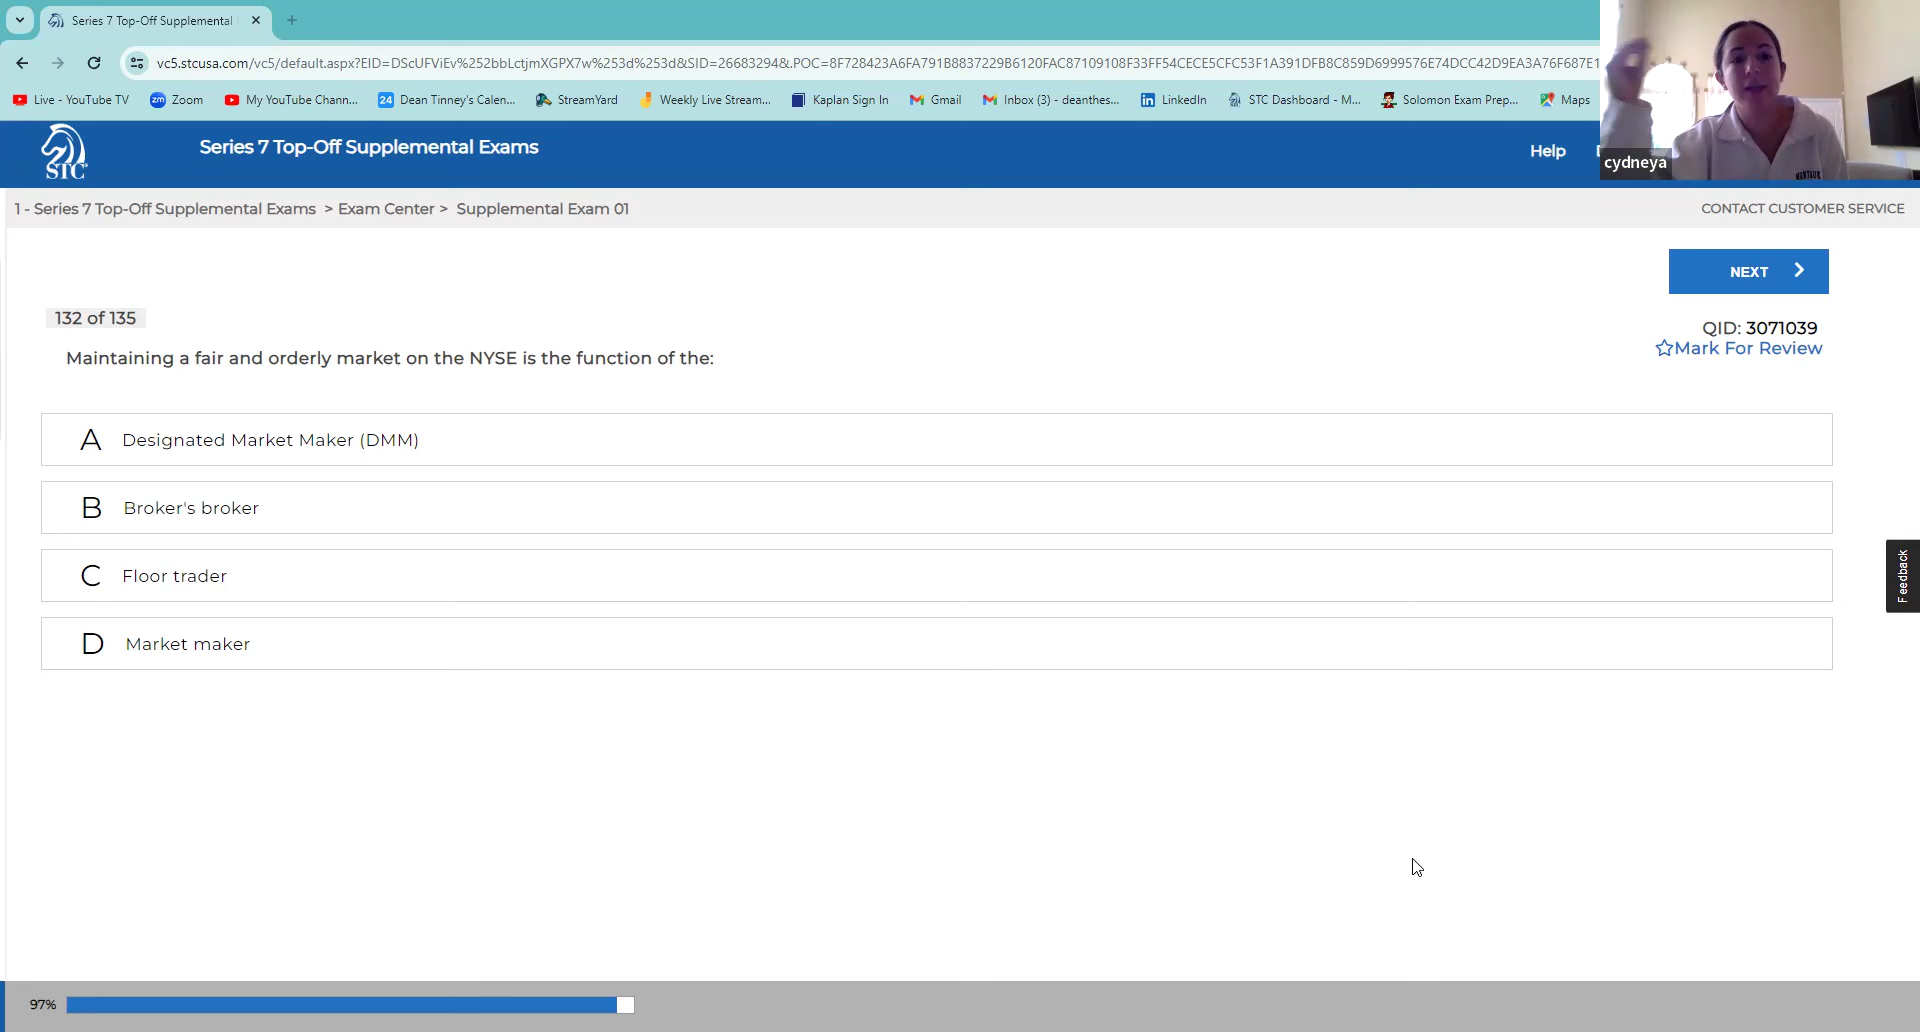 Series 7 Top-Off Supplemental
vc5.stcusa.com/vc5/default.aspx?EID=DScUFViEv%252bbLctjmXGPX7w%253d%253d&SID=26683294&.POC=8F728423A6FA791B8837229B6120FAC87109108F33FF54CECE5CFC53F1A391DFB8C859D6999576E74DCC42D9EA3A76F687E1
Live - YouTube TV
Zoom
My YouTube Chann...
24 Dean Tinney's Calen...
StreamYard
Weekly Live Stream...
Kaplan Sign In
Gmail
Inbox (3) - deanthes...
LinkedIn
STC Dashboard - M...
Solomon Exam Prep...
Maps
STC
Series 7 Top-Off Supplemental Exams
Help
cydneya
1 - Series 7 Top-Off Supplemental Exams > Exam Center > Supplemental Exam 01
CONTACT CUSTOMER SERVICE
NEXT
132 of 135
QID: 3071039
Mark For Review
Maintaining a fair and orderly market on the NYSE is the function of the:
A Designated Market Maker (DMM)
B Broker's broker
C Floor trader
D Market maker
Feedback
97%